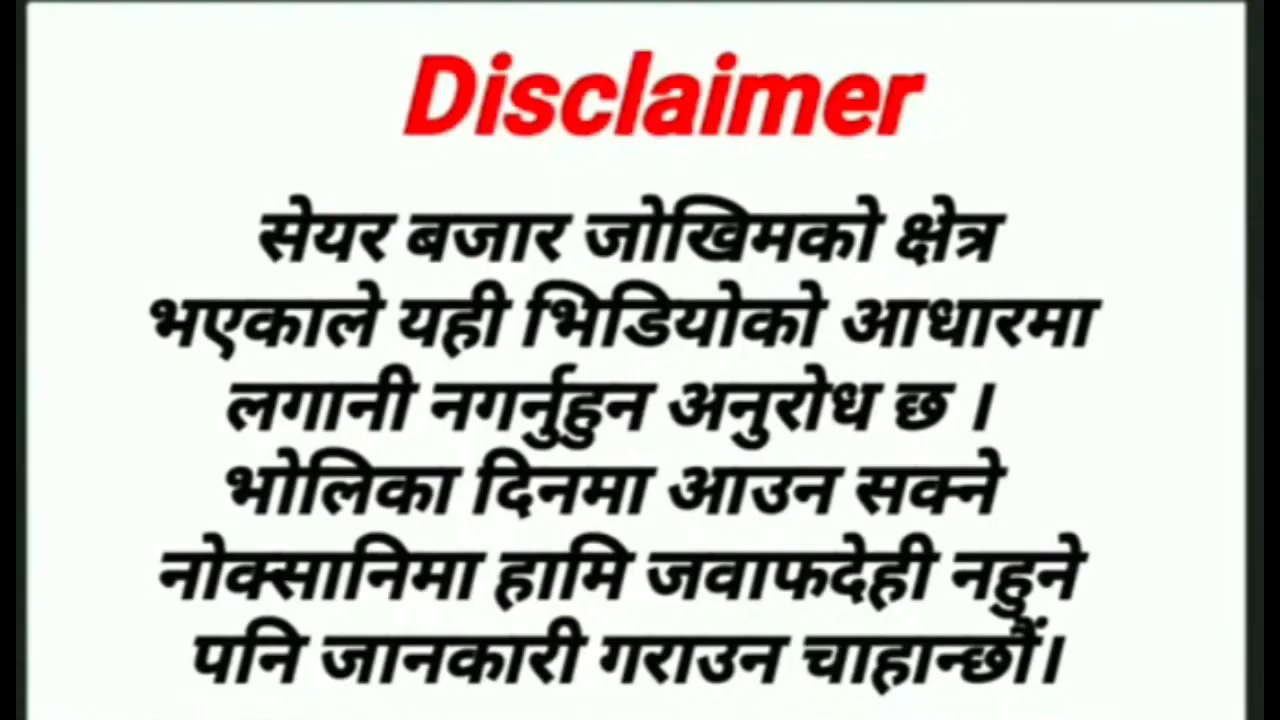 Disclaimer
सेयर बजार जोखिमको क्षेत्र
भएकाले यही भिडियोको आधारमा
लगानी नगर्नुहुन अनुरोध छ ।
भोलिका दिनमा आउन सक्ने
नोक्सानिमा हामि जवाफदेही नहुने
पनि जानकारी गराउन चाहान्छौं।